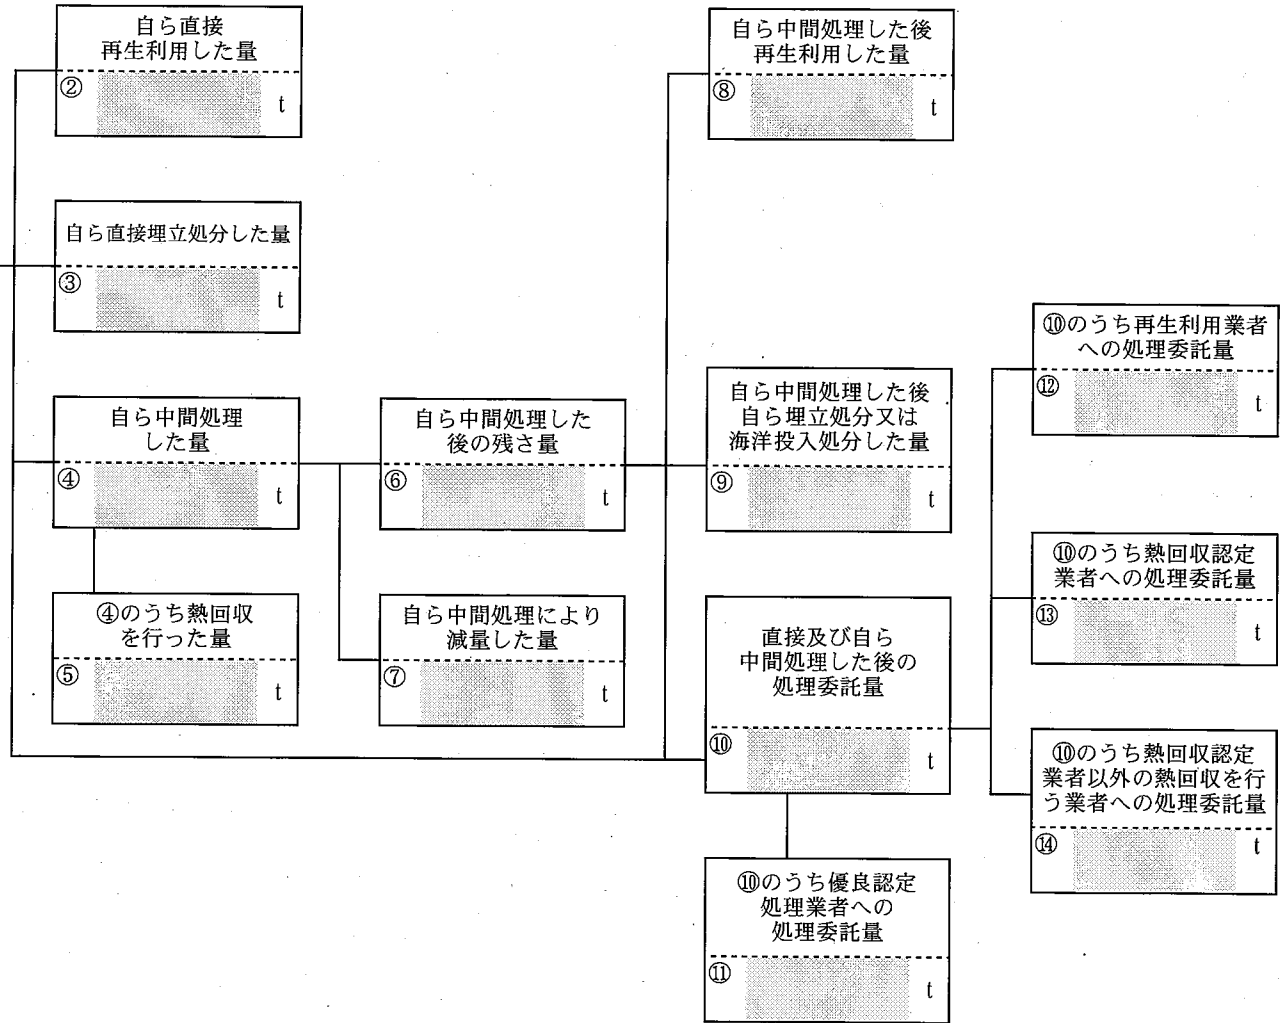 自ら直接
再生利用した量
②
t
自ら直接埋立処分した量
③
t
自ら中間処理
した量
④
t
④のうち熱回収
を行った量
⑤
t
自ら中間処理した
後の残さ量
⑥
t
自ら中間処理により
減量した量
⑦
t
自ら中間処理した後
再生利用した量
⑧
t
自ら中間処理した後
自ら埋立処分又は
海洋投入処分した量
⑨
t
直接及び自ら
中間処理した後の
処理委託量
⑩
t
⑩のうち優良認定
処理業者への
処理委託量
⑪
t
⑩のうち再生利用業者
への処理委託量
⑫
t
⑩のうち熱回収認定
業者への処理委託量
⑬
t
⑩のうち熱回収認定
業者以外の熱回収を行
う業者への処理委託量
⑭
t